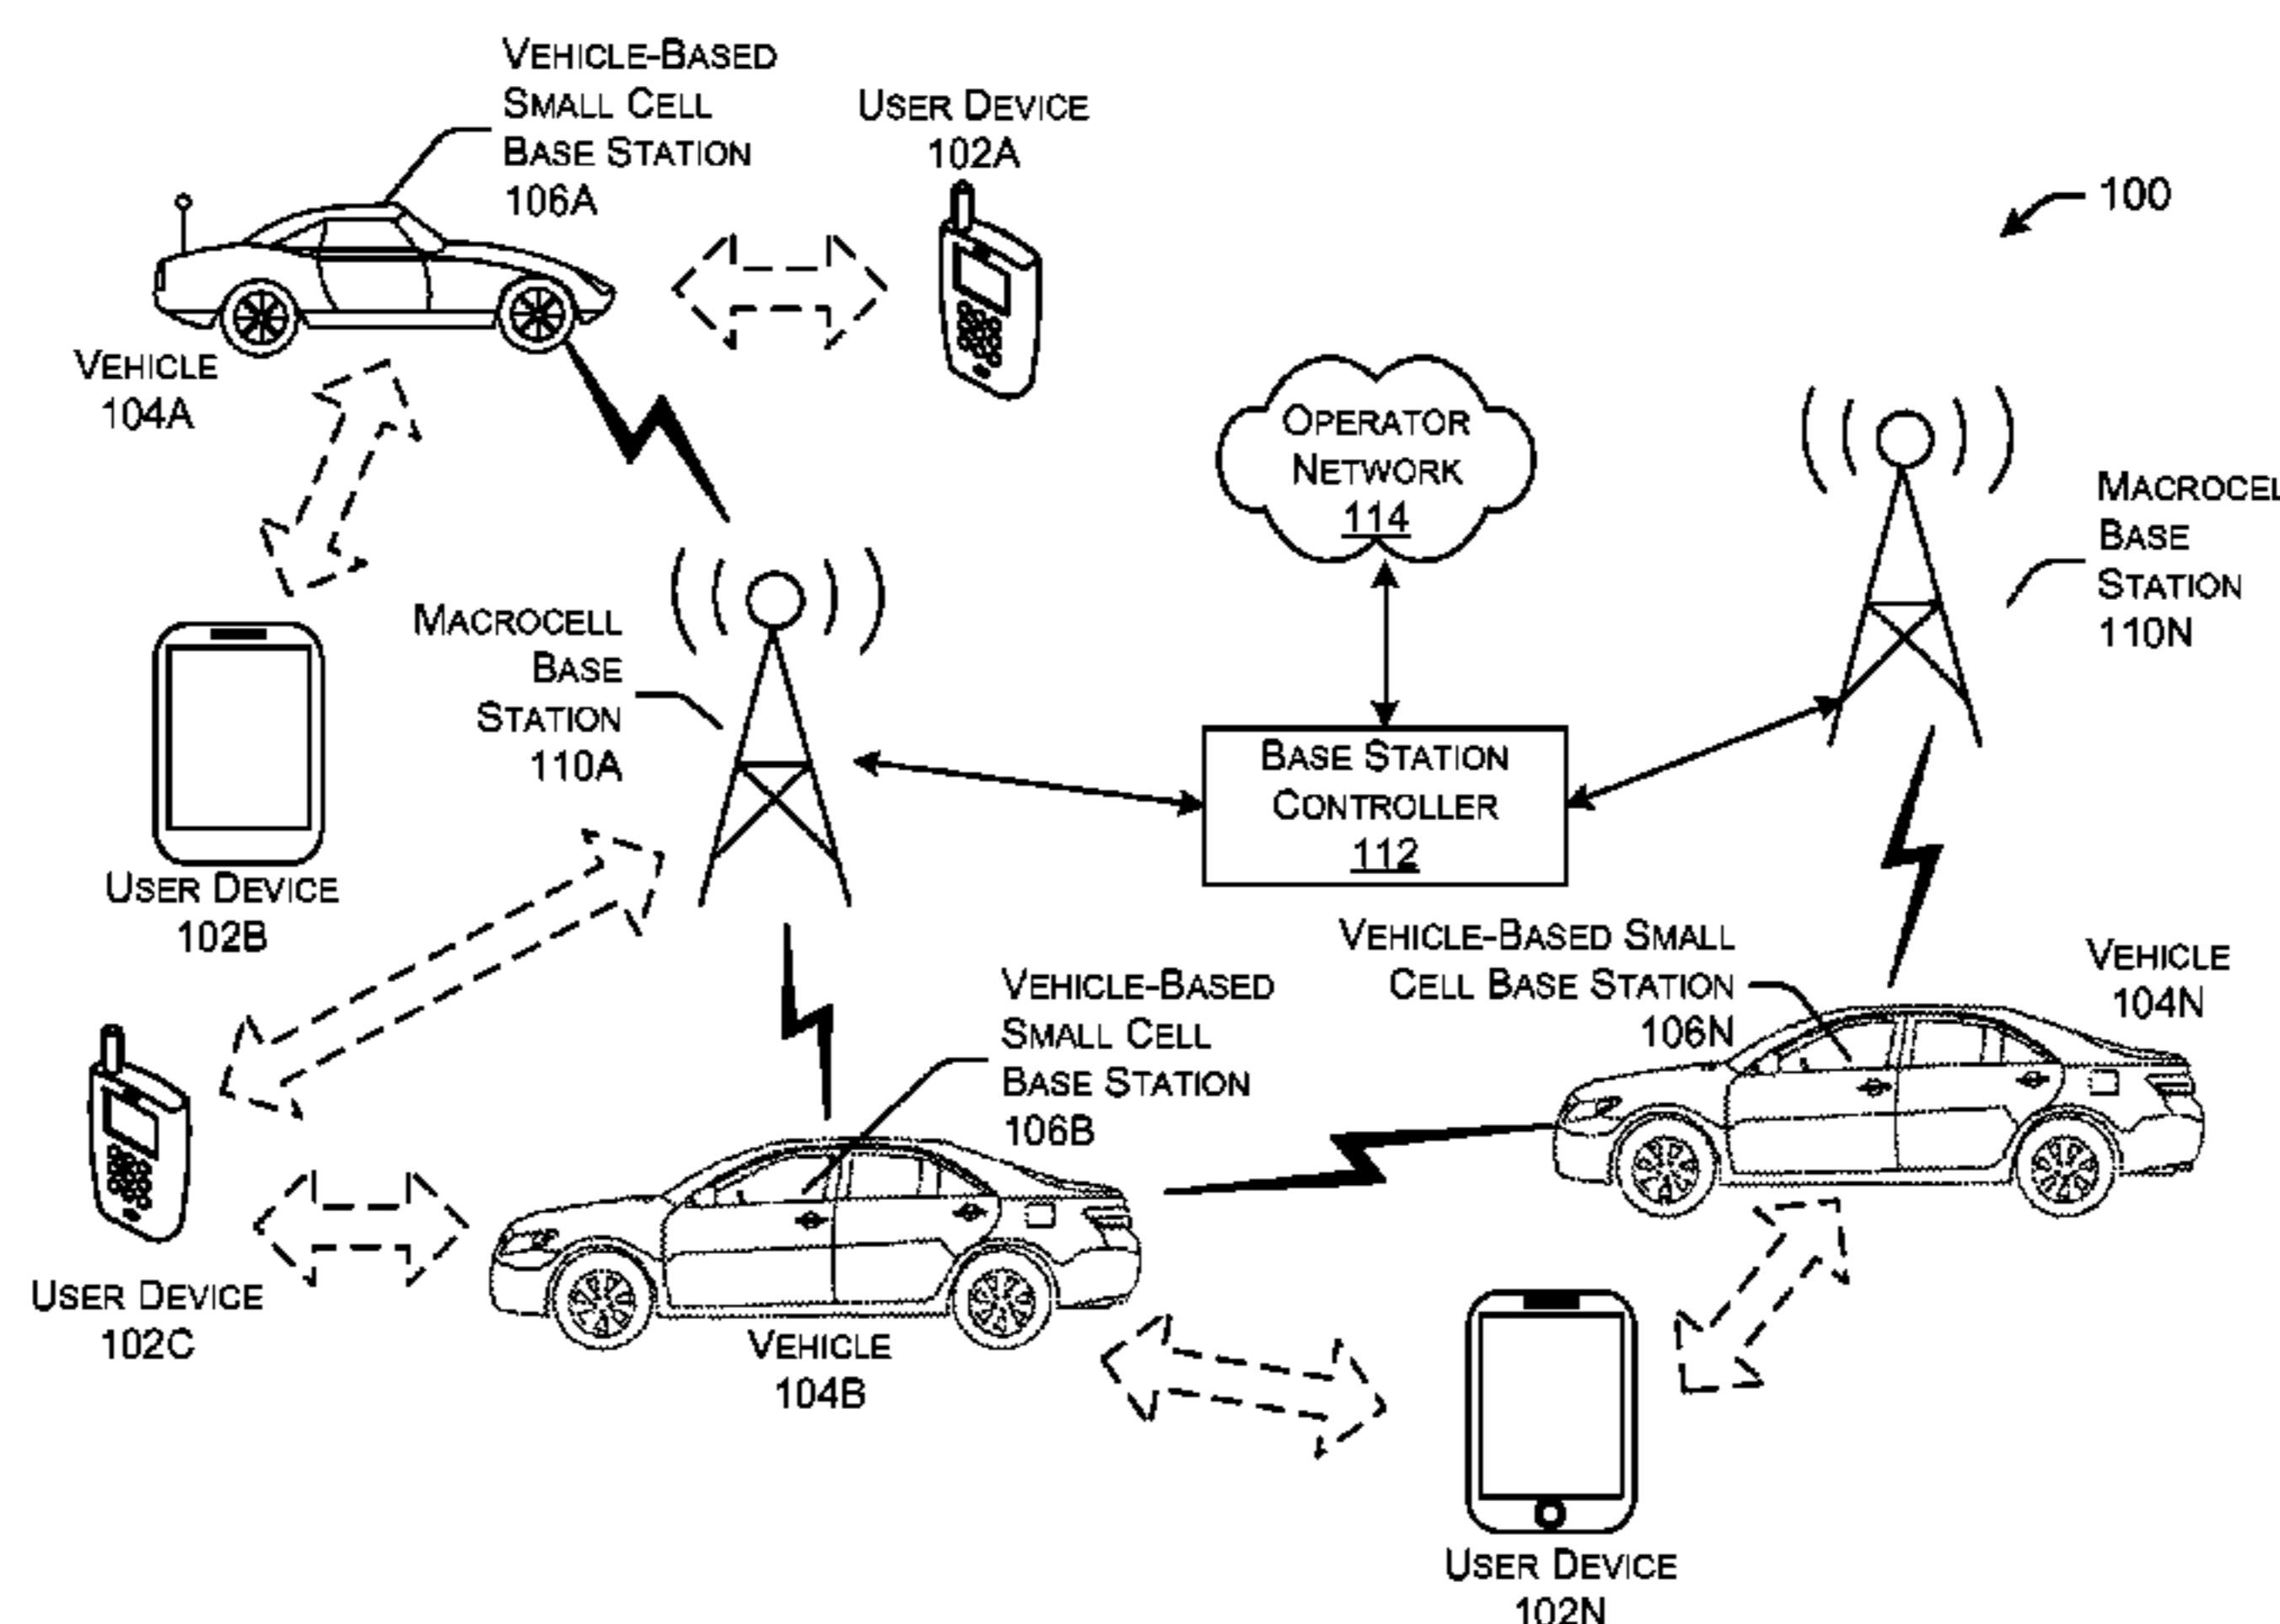 VEHICLE-BASED
SMALL CELL
BASE STATION
106A
USER DEVICE
102A
100
VEHICLE
104A
OPERATOR
NETWORK
114
MACROCEL
BASE
STATION
110N
MACROCELL
BASE
STATION
110A
BASE STATION
CONTROLLER
112
USER DEVICE
102B
VEHICLE-BASED SMALL
CELL BASE STATION
106N
VEHICLE
104N
VEHICLE-BASED
SMALL CELL
BASE STATION
106B
USER DEVICE
102C
VEHICLE
104B
USER DEVICE
102N